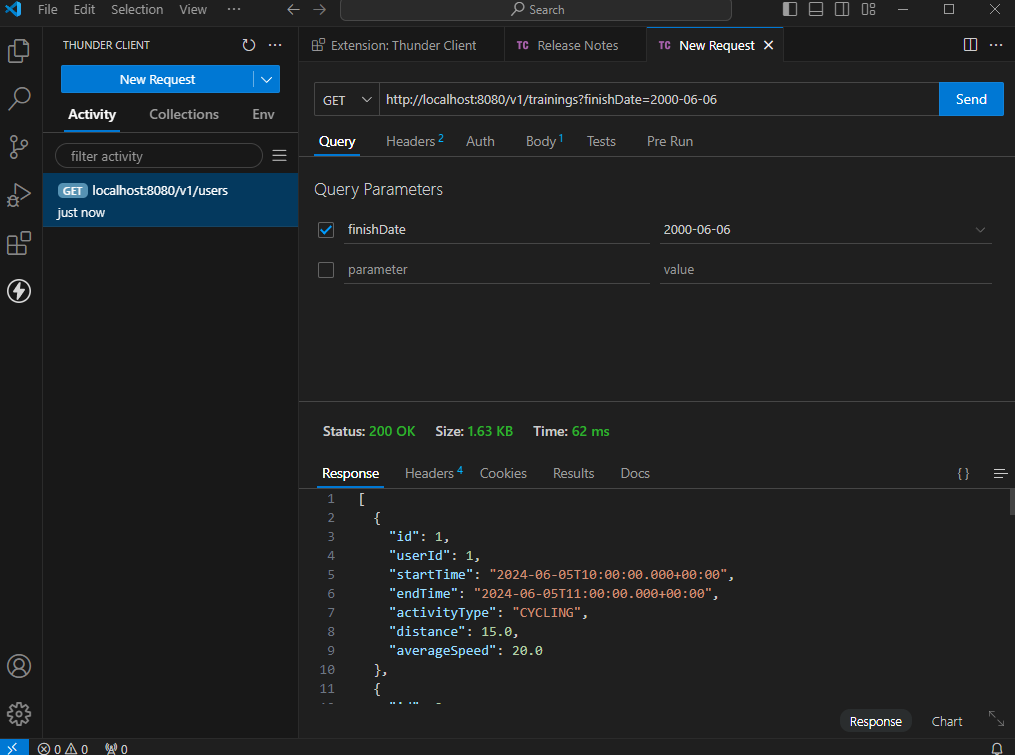 File Edit Selection View ··· Search
THUNDER CLIENT ···
New Request
Activity Collections Env
filter activity
GET localhost:8080/v1/users
just now
Extension: Thunder Client TC Release Notes TC New Request ···
GET http://localhost:8080/v1/trainings?finishDate=2000-06-06 Send
Query Headers 2 Auth Body 1 Tests Pre Run
Query Parameters
finishDate 2000-06-06
parameter value
Status: 200 OK Size: 1.63 KB Time: 62 ms
Response Headers 4 Cookies Results Docs { }
1 [
2 {
3 "id": 1,
4 "userId": 1,
5 "startTime": "2024-06-05T10:00:00.000+00:00",
6 "endTime": "2024-06-05T11:00:00.000+00:00",
7 "activityType": "CYCLING",
8 "distance": 15.0,
9 "averageSpeed": 20.0
10 },
11 {
Response Chart
0 0 0